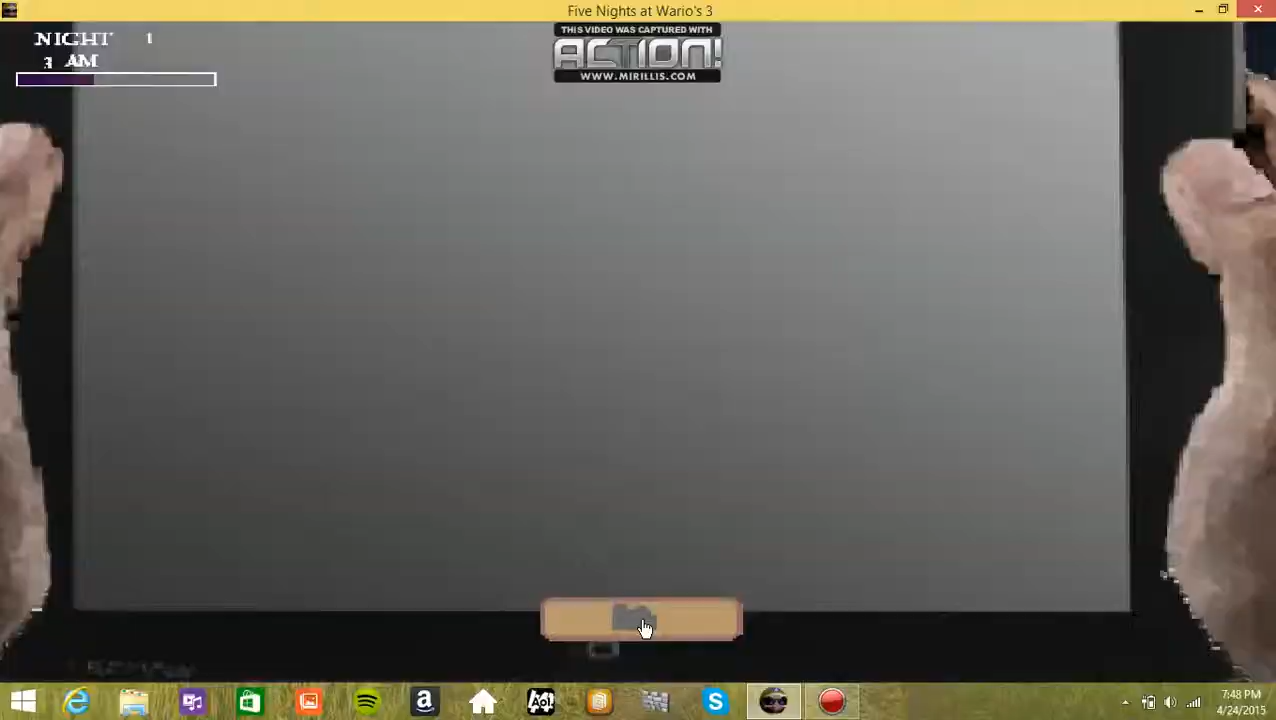 Five Nights at Wario's 3
THIS VIDEO WAS CAPTURED WITH
ACTION!
WWW.MIRILLIS.COM
NIGHT 1
3 AM
7:48 PM
4/24/2015